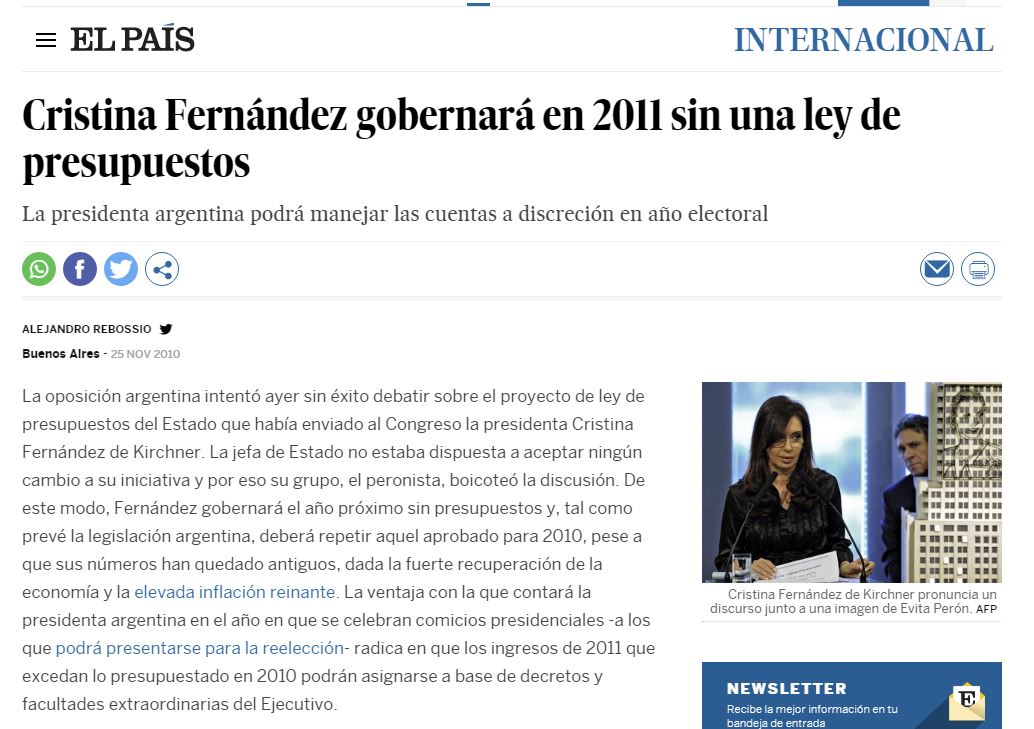 EL PAÍS
INTERNACIONAL
Cristina Fernández gobernará en 2011 sin una ley de
presupuestos
La presidenta argentina podrá manejar las cuentas a discreción en año electoral
ALEJANDRO REBOSSIO
Buenos Aires - 25 NOV 2010
La oposición argentina intentó ayer sin éxito debatir sobre el proyecto de ley de
presupuestos del Estado que había enviado al Congreso la presidenta Cristina
Fernández de Kirchner. La jefa de Estado no estaba dispuesta a aceptar ningún
cambio a su iniciativa y por eso su grupo, el peronista, boicoteó la discusión. De
este modo, Fernández gobernará el año próximo sin presupuestos y, tal como
prevé la legislación argentina, deberá repetir aquel aprobado para 2010, pese a
que sus números han quedado antiguos, dada la fuerte recuperación de la
economía y la elevada inflación reinante. La ventaja con la que contará la
presidenta argentina en el año en que se celebran comicios presidenciales -a los
que podrá presentarse para la reelección- radica en que los ingresos de 2011 que
excedan lo presupuestado en 2010 podrán asignarse a base de decretos y
facultades extraordinarias del Ejecutivo.
Cristina Fernández de Kirchner pronuncia un
discurso junto a una imagen de Evita Perón. AFP
NEWSLETTER
Recibe la mejor información en tu
bandeja de entrada
E